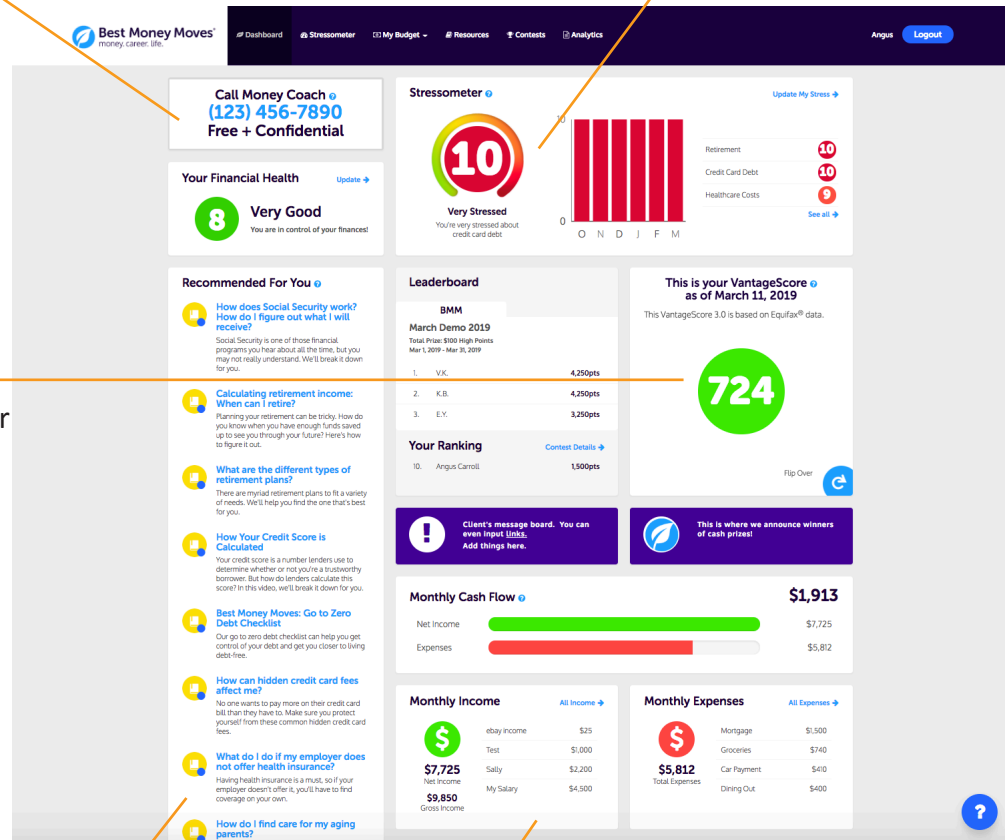 Best Money Moves®
money. career. life.
Dashboard
Stressometer
My Budget
Resources
Contests
Analytics
Angus
Logout
Call Money Coach ?
(123) 456-7890
Free + Confidential
Your Financial Health
Update →
8
Very Good
You are in control of your finances!
Stressometer ?
Update My Stress →
10
Very Stressed
You're very stressed about
credit card debt
10
0
O N D J F M
Retirement 10
Credit Card Debt 10
Healthcare Costs 9
See all →
r
Recommended For You ?
How does Social Security work?
How do I figure out what I will
receive?
Social Security is one of those financial
programs you hear about all the time, but you
may not really understand. We'll break it down
for you.
Calculating retirement income:
When can I retire?
Planning your retirement can be tricky. How do
you know when you have enough funds saved
up to see you through your future? Here's how
to figure it out.
What are the different types of
retirement plans?
There are myriad retirement plans to fit a variety
of needs. We'll help you find the one that's best
for you.
How Your Credit Score is
Calculated
Your credit score is a number lenders use to
determine whether or not you're a trustworthy
borrower. But how do lenders calculate this
score? In this video, we'll break it down for you.
Best Money Moves: Go to Zero
Debt Checklist
Our go to zero debt checklist can help you get
control of your debt and get you closer to living
debt-free.
How can hidden credit card fees
affect me?
No one wants to pay more on their credit card
bill than they have to. Make sure you protect
yourself from these common hidden credit card
fees.
What do I do if my employer does
not offer health insurance?
Having health insurance is a must, so if your
employer doesn't offer it, you'll have to find
coverage on your own.
How do I find care for my aging
parents?
Leaderboard
BMM
March Demo 2019
Total Prize: $100 High Points
Mar 1, 2019 - Mar 31, 2019
1. V.K. 4,250pts
2. K.B. 4,250pts
3. E.Y. 3,250pts
Your Ranking
Contest Details →
10. Angus Carroll 1,500pts
This is your VantageScore ?
as of March 11, 2019
This VantageScore 3.0 is based on Equifax® data.
724
Flip Over
!
Client's message board. You can
even input links.
Add things here.
This is where we announce winners
of cash prizes!
Monthly Cash Flow ?
$1,913
Net Income $7,725
Expenses $5,812
Monthly Income
All Income →
$
$7,725
Net Income
$9,850
Gross Income
ebay income $25
Test $1,000
Sally $2,200
My Salary $4,500
Monthly Expenses
All Expenses →
$
$5,812
Total Expenses
Mortgage $1,500
Groceries $740
Car Payment $410
Dining Out $400
?